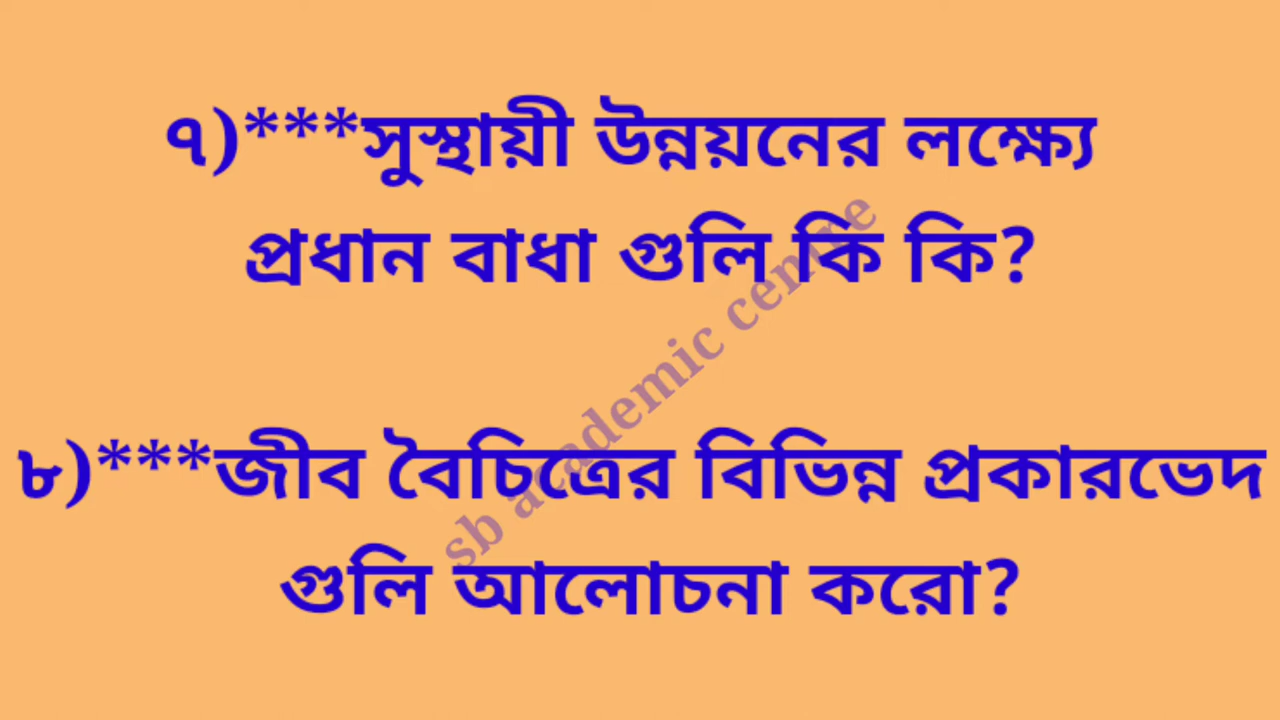 ৭)***সুস্থায়ী উন্নয়নের লক্ষ্যে
প্রধান বাধা গুলি কি কি?
৮)***জীব বৈচিত্রের বিভিন্ন প্রকারভেদ
গুলি আলোচনা করো?
sb academic centre